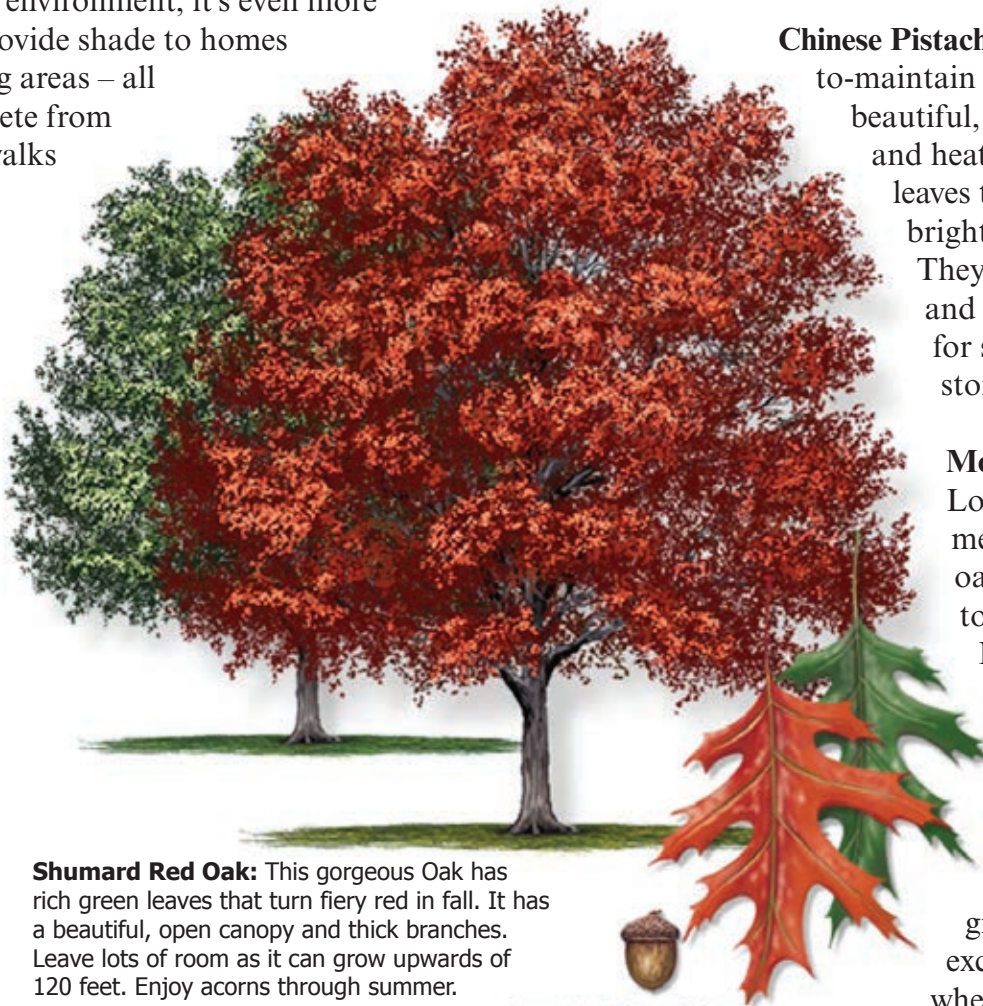 environment, it's even more
ovide shade to homes
g areas – all
ete from
valks
Chinese Pistach
to-maintain
beautiful,
and heat
leaves t
bright
They
and
for s
sto
Me
Lo
me
oa
to
Shumard Red Oak: This gorgeous Oak has
rich green leaves that turn fiery red in fall. It has
a beautiful, open canopy and thick branches.
Leave lots of room as it can grow upwards of
120 feet. Enjoy acorns through summer.
g
exc
whe